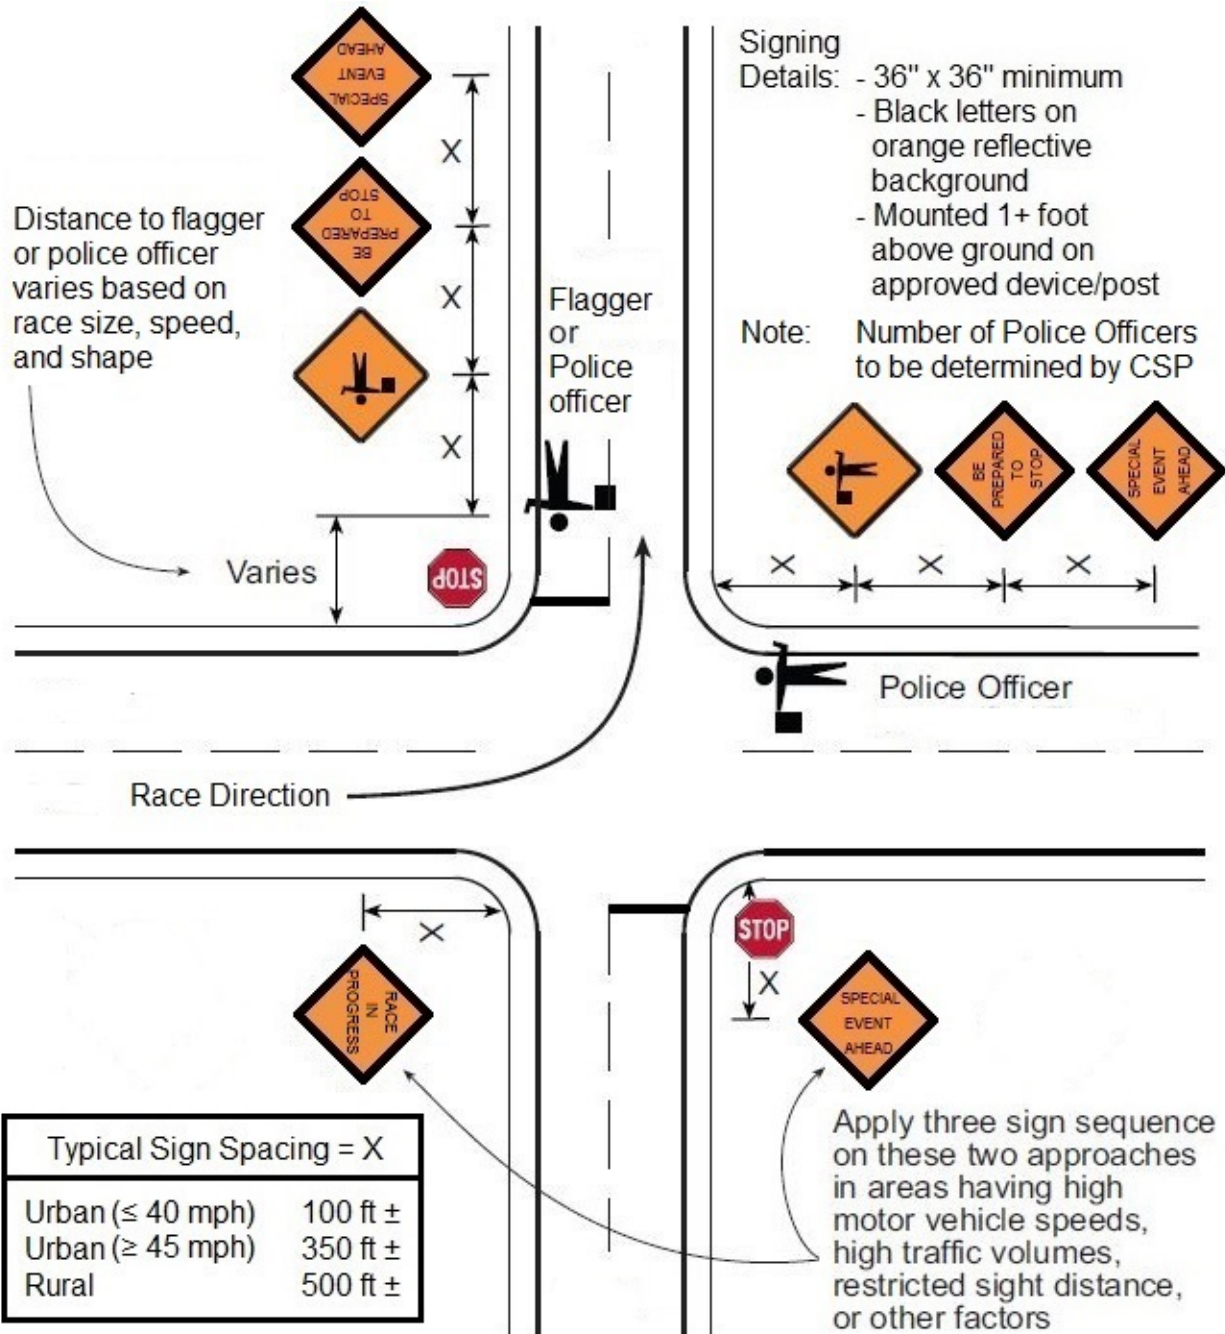 SPECIAL
EVENT
AHEAD
X
BE
PREPARED
TO
STOP
X
X
Distance to flagger
or police officer
varies based on
race size, speed,
and shape
Varies
STOP
Flagger
or
Police
officer
Signing
Details: - 36" x 36" minimum
- Black letters on
orange reflective
background
- Mounted 1+ foot
above ground on
approved device/post
Note: Number of Police Officers
to be determined by CSP
BE
PREPARED
TO
STOP
SPECIAL
EVENT
AHEAD
X
X
X
Police Officer
Race Direction
X
RACE
IN
PROGRESS
STOP
X
SPECIAL
EVENT
AHEAD
Typical Sign Spacing = X
Urban (≤ 40 mph) 100 ft ±
Urban (≥ 45 mph) 350 ft ±
Rural 500 ft ±
Apply three sign sequence
on these two approaches
in areas having high
motor vehicle speeds,
high traffic volumes,
restricted sight distance,
or other factors